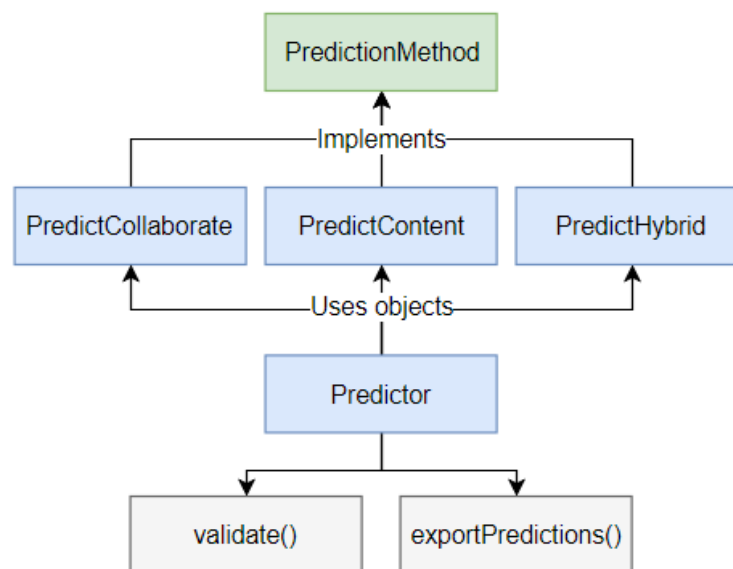 PredictionMethod
Implements
PredictCollaborate
PredictContent
PredictHybrid
Uses objects
Predictor
validate()
exportPredictions()